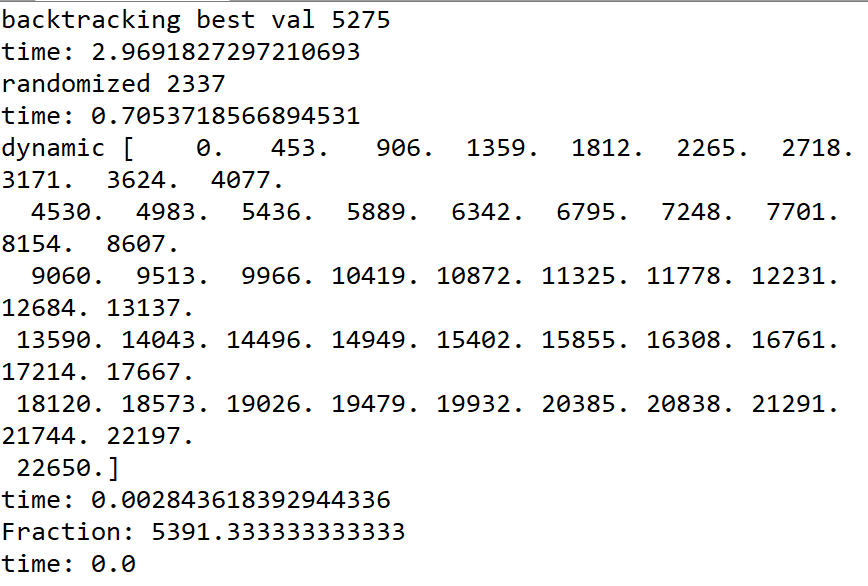 backtracking best val 5275
time: 2.9691827297210693
randomized 2337
time: 0.7053718566894531
dynamic [    0.   453.   906.  1359.  1812.  2265.  2718.
3171.  3624.  4077.
  4530.  4983.  5436.  5889.  6342.  6795.  7248.  7701.
8154.  8607.
  9060.  9513.  9966. 10419. 10872. 11325. 11778. 12231.
12684. 13137.
 13590. 14043. 14496. 14949. 15402. 15855. 16308. 16761.
17214. 17667.
 18120. 18573. 19026. 19479. 19932. 20385. 20838. 21291.
21744. 22197.
 22650.]
time: 0.002843618392944336
Fraction: 5391.333333333333
time: 0.0